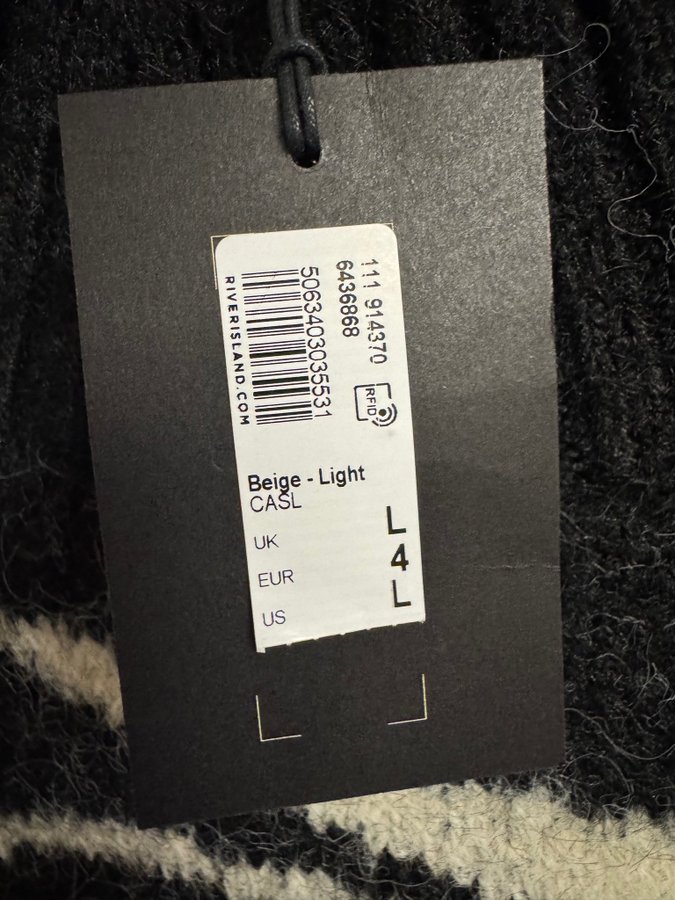 111 914370
6436868
5063403035531
RIVERISLAND.COM
RFID
Beige - Light
CASL
UK L
EUR 4
US L